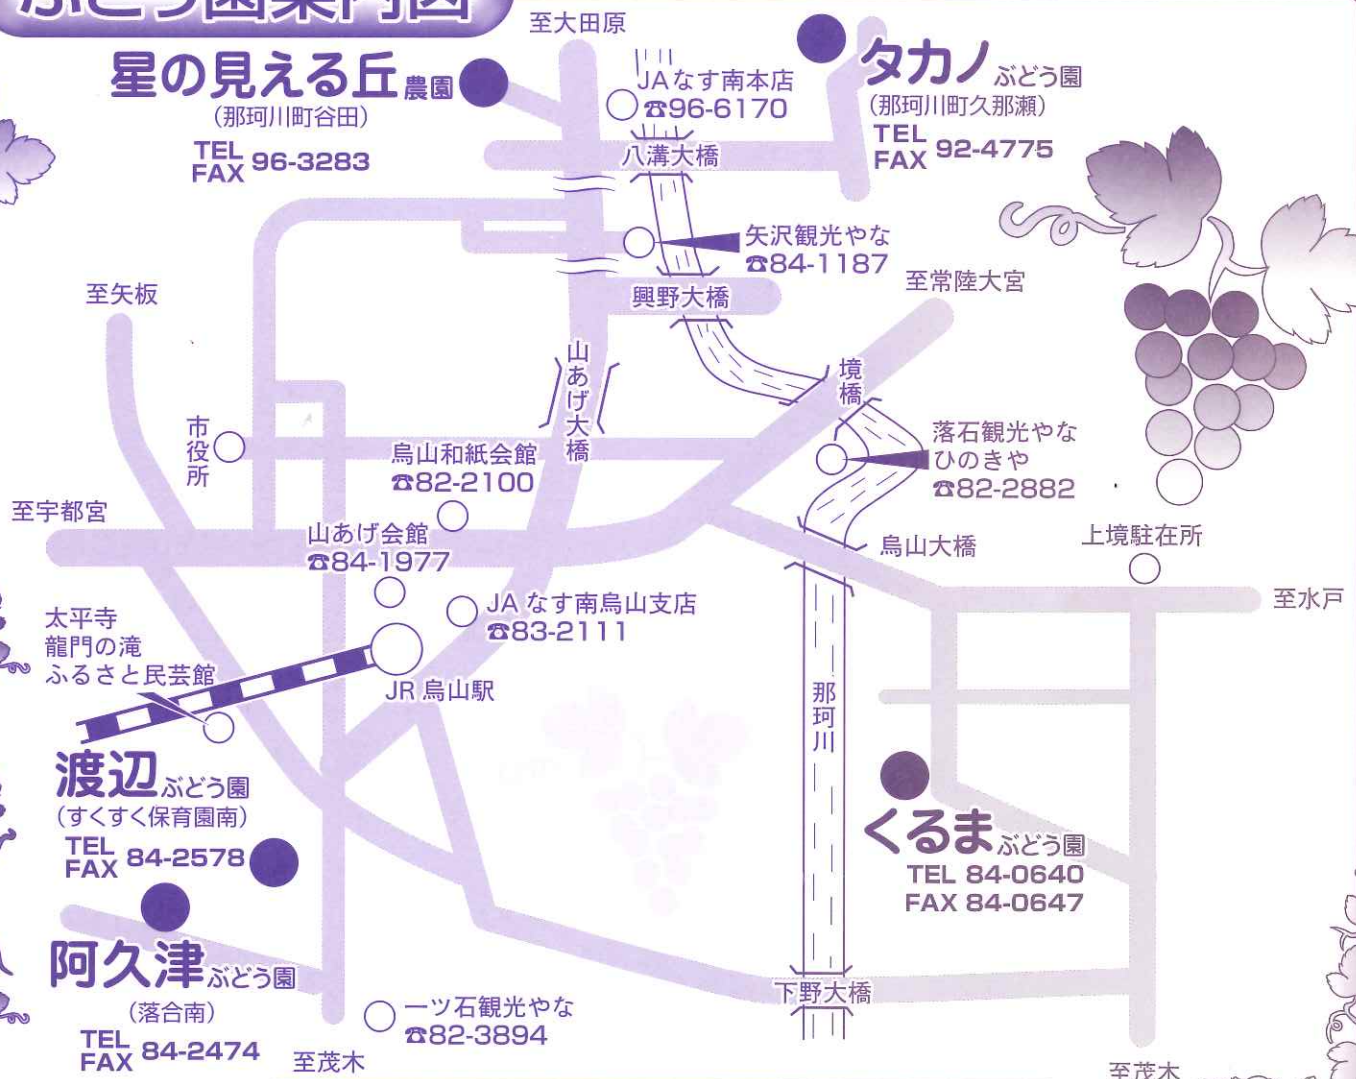 ぶどう園案内図
至大田原
星の見える丘農園
(那珂川町谷田)
TEL
FAX 96-3283
JAなす南本店
☎96-6170
タカノぶどう園
(那珂川町久那瀬)
TEL
FAX 92-4775
八溝大橋
矢沢観光やな
☎84-1187
至常陸大宮
興野大橋
至矢板
山あげ大橋
境橋
市役所
烏山和紙会館
☎82-2100
落石観光やな
ひのきや
☎82-2882
至宇都宮
山あげ会館
☎84-1977
烏山大橋
上境駐在所
至水戸
JAなす南烏山支店
☎83-2111
太平寺
龍門の滝
ふるさと民芸館
JR烏山駅
那珂川
渡辺ぶどう園
(すくすく保育園南)
TEL
FAX 84-2578
くるまぶどう園
TEL 84-0640
FAX 84-0647
阿久津ぶどう園
(落合南)
TEL
FAX 84-2474
下野大橋
一ツ石観光やな
☎82-3894
至茂木
至茂木